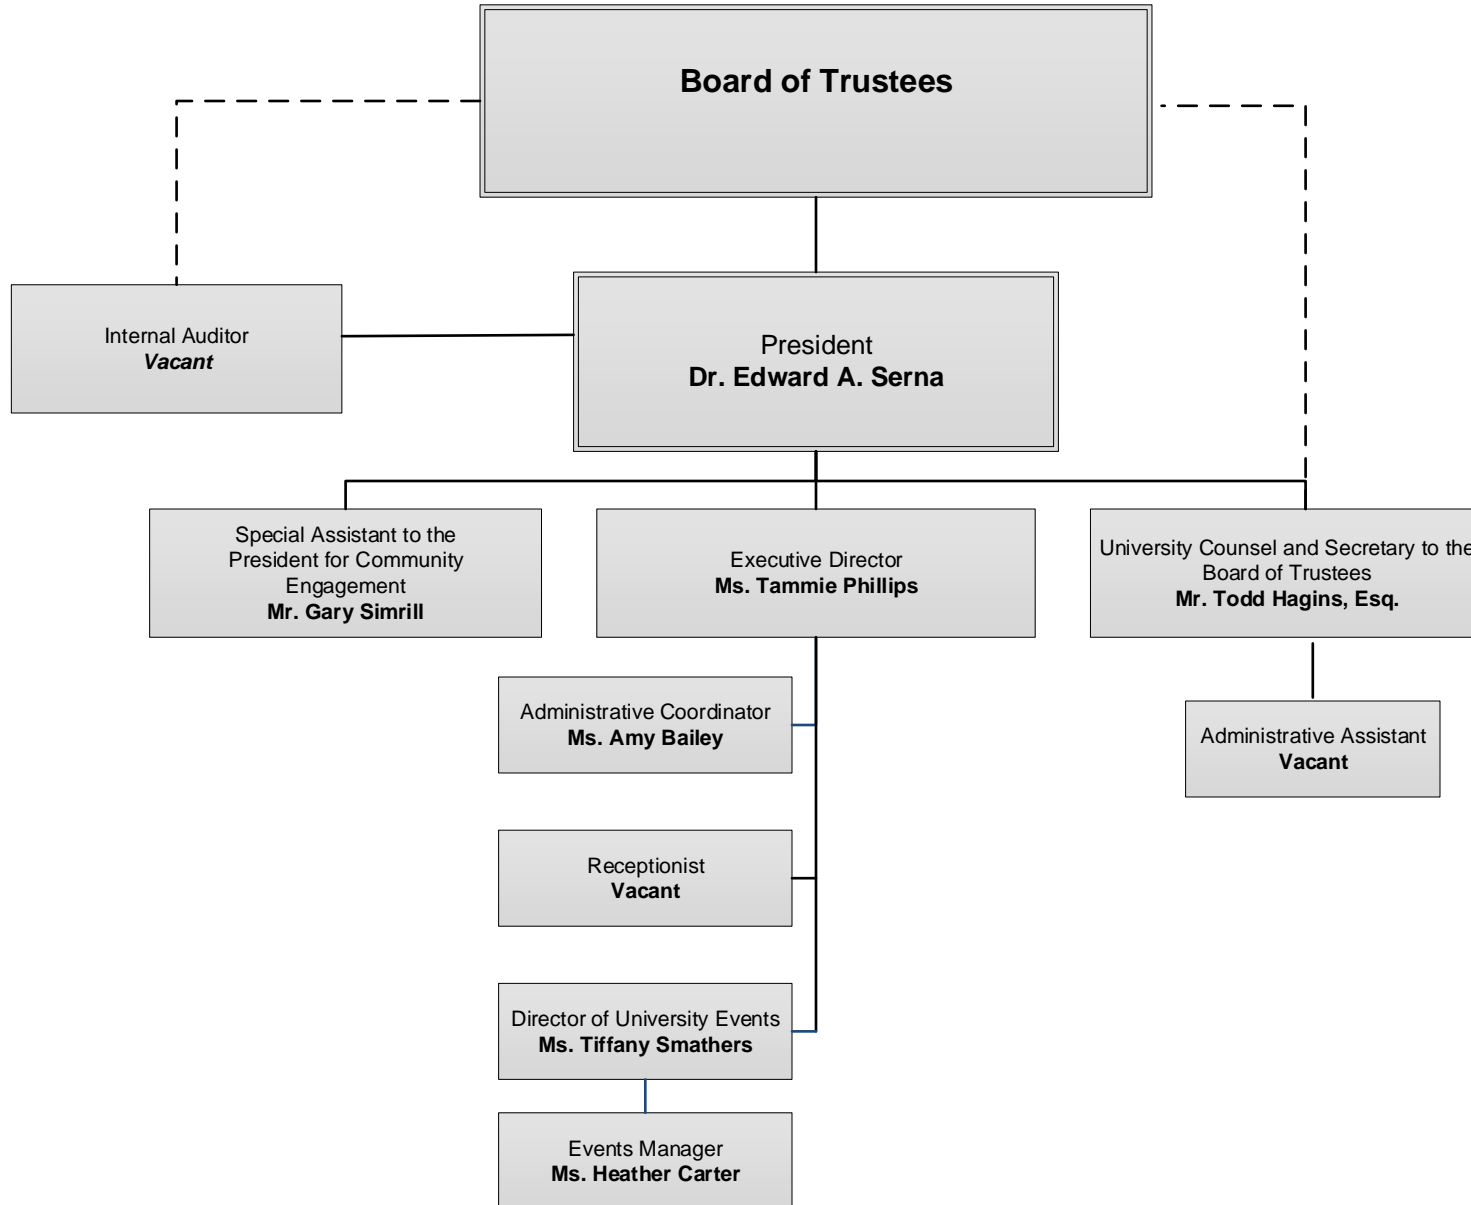 Board of Trustees
Internal Auditor
Vacant
President
Dr. Edward A. Serna
Special Assistant to the
President for Community
Engagement
Mr. Gary Simrill
Executive Director
Ms. Tammie Phillips
University Counsel and Secretary to the
Board of Trustees
Mr. Todd Hagins, Esq.
Administrative Coordinator
Ms. Amy Bailey
Administrative Assistant
Vacant
Receptionist
Vacant
Director of University Events
Ms. Tiffany Smathers
Events Manager
Ms. Heather Carter